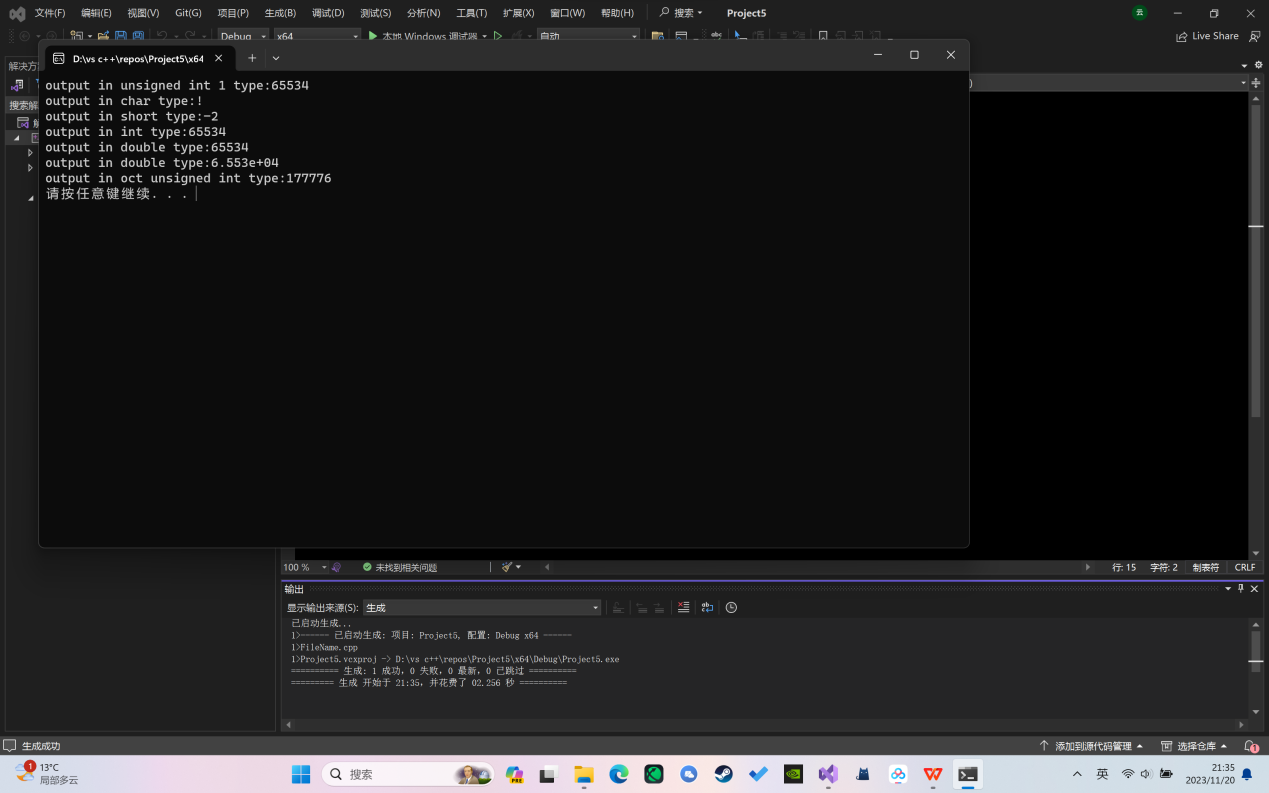 文件(F) 编辑(E) 视图(V) Git(G) 项目(P) 生成(B) 调试(D) 测试(S) 分析(N) 工具(T) 扩展(X) 窗口(W) 帮助(H) 搜索 Project5 云
Debug x64 本地 Windows 调试器 自动 Live Share
解决方
D:\vs c++\repos\Project5\x64
搜索解
output in unsigned int 1 type:65534
output in char type:!
output in short type:-2
output in int type:65534
output in double type:65534
output in double type:6.553e+04
output in oct unsigned int type:177776
请按任意键继续. . .
100 % 未找到相关问题 行: 15 字符: 2 制表符 CRLF
输出
显示输出来源(S): 生成
已启动生成...
1>------ 已启动生成: 项目: Project5, 配置: Debug x64 ------
1>FileName.cpp
1>Project5.vcxproj -> D:\vs c++\repos\Project5\x64\Debug\Project5.exe
========== 生成: 1 成功, 0 失败, 0 最新, 0 已跳过 ==========
========= 生成 开始于 21:35, 并花费了 02.256 秒 ==========
生成成功 添加到源代码管理 选择仓库 1
1 13°C
局部多云
搜索 PRE 英
21:35
2023/11/20